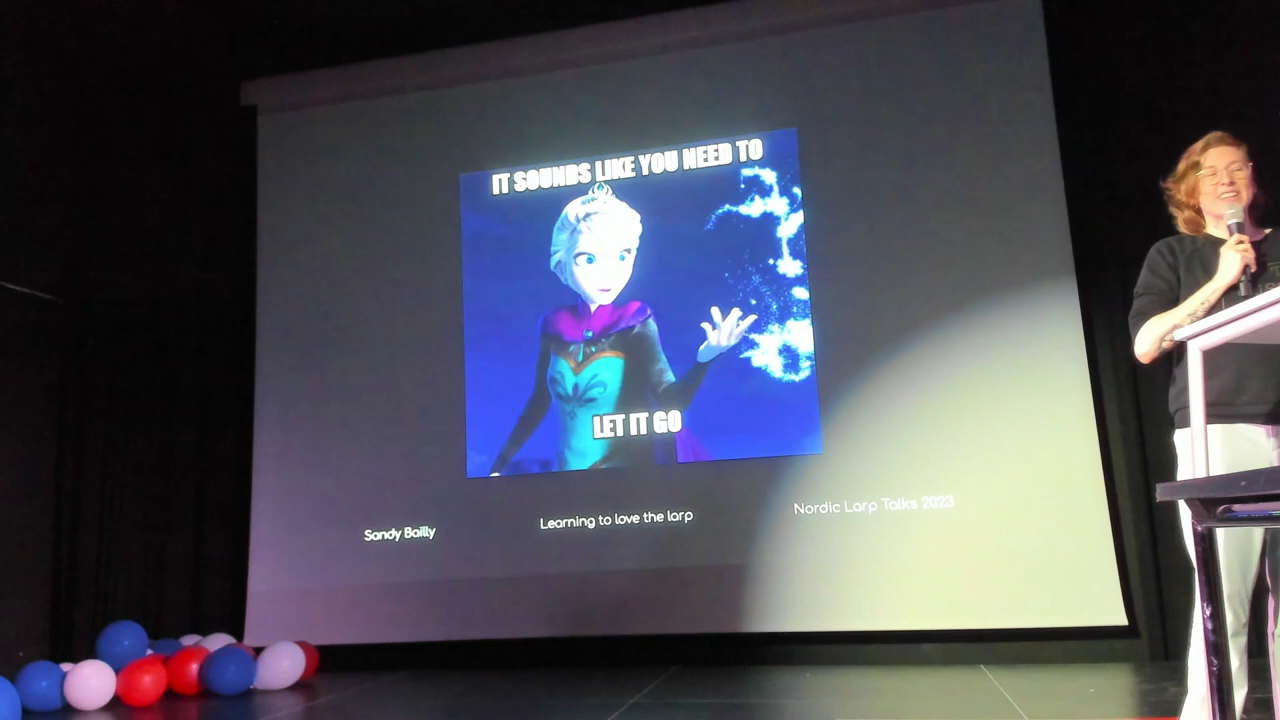 IT SOUNDS LIKE YOU NEED TO
LET IT GO
Sandy Bailly
Learning to love the larp
Nordic Larp Talks 2023